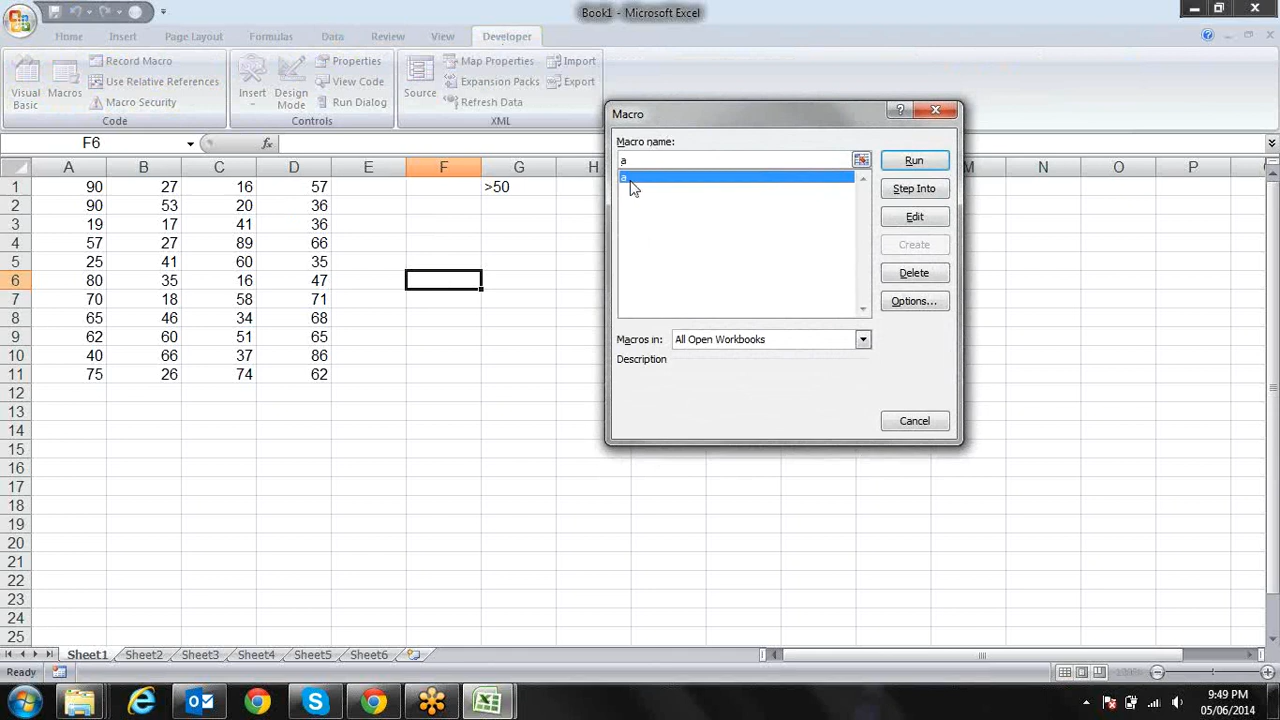 Book1 - Microsoft Excel
Home Insert Page Layout Formulas Data Review View Developer
Visual Basic
Macros
Record Macro
Use Relative References
Macro Security
Code
Insert
Design Mode
Properties
View Code
Run Dialog
Controls
Source
Map Properties
Expansion Packs
Refresh Data
Import
Export
XML
F6
fx
A B C D E F G H M N O P
1 90 27 16 57 >50
2 90 53 20 36
3 19 17 41 36
4 57 27 89 66
5 25 41 60 35
6 80 35 16 47
7 70 18 58 71
8 65 46 34 68
9 62 60 51 65
10 40 66 37 86
11 75 26 74 62
12
13
14
15
16
17
18
19
20
21
22
23
24
25
Macro
Macro name:
a
a
Run
Step Into
Edit
Create
Delete
Options...
Macros in: All Open Workbooks
Description
Cancel
Sheet1 Sheet2 Sheet3 Sheet4 Sheet5 Sheet6
Ready
9:49 PM
05/06/2014